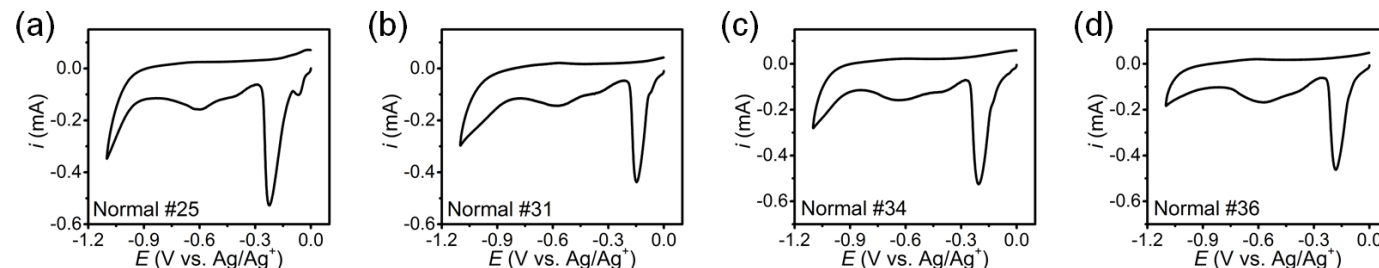 (a)
i (mA)
0.0
-0.2
-0.4
-0.6
Normal #25
-1.2 -0.9 -0.6 -0.3 0.0
E (V vs. Ag/Ag⁺)
(b)
i (mA)
0.0
-0.2
-0.4
-0.6
Normal #31
-1.2 -0.9 -0.6 -0.3 0.0
E (V vs. Ag/Ag⁺)
(c)
i (mA)
0.0
-0.2
-0.4
-0.6
Normal #34
-1.2 -0.9 -0.6 -0.3 0.0
E (V vs. Ag/Ag⁺)
(d)
i (mA)
0.0
-0.2
-0.4
-0.6
Normal #36
-1.2 -0.9 -0.6 -0.3 0.0
E (V vs. Ag/Ag⁺)